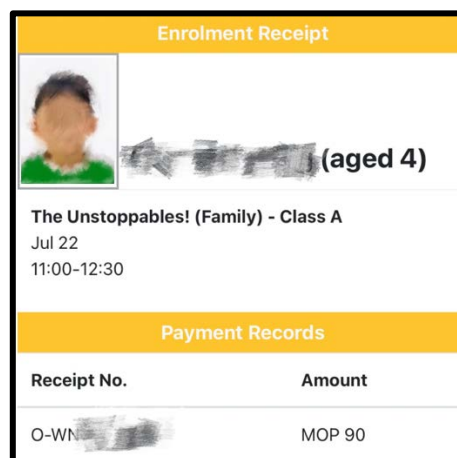 Enrolment Receipt
(aged 4)
The Unstoppables! (Family) - Class A
Jul 22
11:00-12:30
Payment Records
Receipt No. Amount
O-WN MOP 90